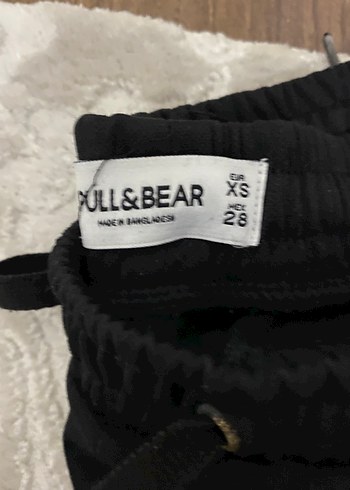 PULL&BEAR
MADE IN BANGLADESH
EUR
XS
MEX
28